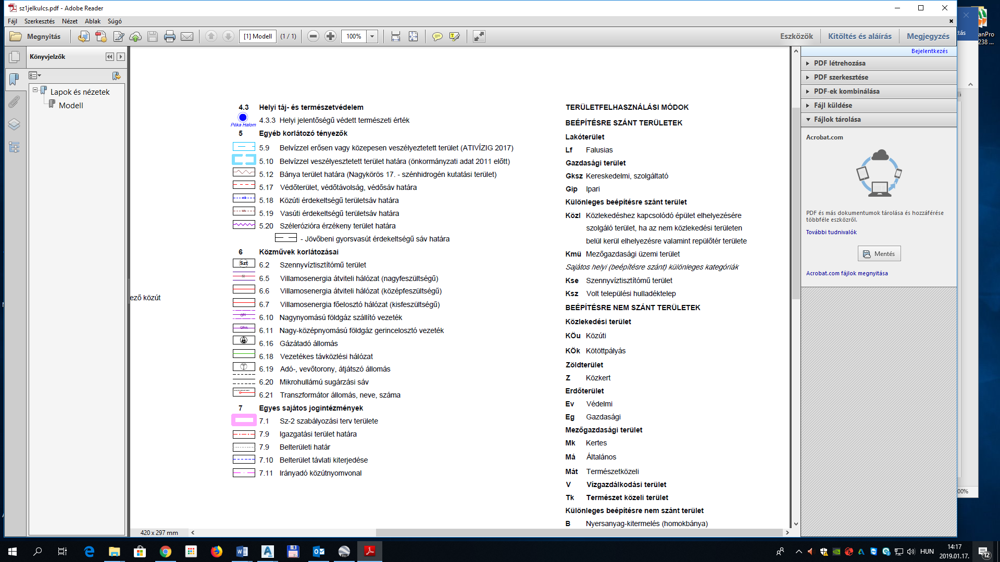 sz1jelkulcs.pdf - Adobe Reader
Fájl Szerkesztés Nézet Ablak Súgó
Megnyitás [1] Modell (1 / 1) 100% Eszközök Kitöltés és aláírás Megjegyzés
Könyvjelzők
Lapok és nézetek
Modell
ező közút
4.3 Helyi táj- és természetvédelem
Péka Halom
4.3.3 Helyi jelentőségű védett természeti érték
5 Egyéb korlátozó tényezők
5.9 Belvízzel erősen vagy közepesen veszélyeztetett terület (ATIVÍZIG 2017)
5.10 Belvízzel veszélyesztetett terület határa (önkormányzati adat 2011 előtt)
5.12 Bánya terület határa (Nagykörös 17. - szénhidrogén kutatási terület)
5.17 Védőterület, védőtávolság, védősáv határa
5.18 Közúti érdekeltségű területsáv határa
5.19 Vasúti érdekeltségű területsáv határa
5.20 Szélerózióra érzékeny terület határa
- Jövőbeni gyorsvasút érdekeltségű sáv határa
6 Közművek korlátozásai
Szt 6.2 Szennyvíztisztítómű terület
6.5 Villamosenergia átviteli hálózat (nagyfeszültségű)
6.6 Villamosenergia átviteli hálózat (középfeszültségű)
6.7 Villamosenergia főelosztó hálózat (kisfeszültségű)
6.10 Nagynyomású földgáz szállító vezeték
6.11 Nagy-középnyomású földgáz gerincelosztó vezeték
6.16 Gázátadó állomás
6.18 Vezetékes távközlési hálózat
6.19 Adó-, vevőtorony, átjátszó állomás
6.20 Mikrohullámú sugárzási sáv
6.21 Transzformátor állomás, neve, száma
7 Egyes sajátos jogintézmények
7.1 Sz-2 szabályozási terv területe
7.9 Igazgatási terület határa
7.9 Belterületi határ
7.10 Belterület távlati kiterjedése
7.11 Irányadó közútnyomvonal
TERÜLETFELHASZNÁLÁSI MÓDOK
BEÉPÍTÉSRE SZÁNT TERÜLETEK
Lakóterület
Lf Falusias
Gazdasági terület
Gksz Kereskedelmi, szolgáltató
Gip Ipari
Különleges beépítésre szánt terület
Közl Közlekedéshez kapcsolódó épület elhelyezésére
szolgáló terület, ha az nem közlekedési területen
belül kerül elhelyezésre valamint repülőtér területe
Kmü Mezőgazdasági üzemi terület
Sajátos helyi (beépítésre szánt) különleges kategóriák
Kse Szennyvíztisztítómű terület
Ksz Volt települési hulladéktelep
BEÉPÍTÉSRE NEM SZÁNT TERÜLETEK
Közlekedési terület
KÖu Közúti
KÖk Kötöttpályás
Zöldterület
Z Közkert
Erdőterület
Ev Védelmi
Eg Gazdasági
Mezőgazdasági terület
Mk Kertes
Má Általános
Mát Természetközeli
V Vízgazdálkodási terület
Tk Természet közeli terület
Különleges beépítésre nem szánt terület
B Nyersanyag-kitermelés (homokbánya)
420 x 297 mm
Bejelentkezés
PDF létrehozása
PDF szerkesztése
PDF-ek kombinálása
Fájl küldése
Fájlok tárolása
Acrobat.com
PDF és más dokumentumok tárolása és hozzáférése
többféle eszközről.
További tudnivalók
Mentés
Acrobat.com fájlok megnyitása
tás
anPro
238 ...
00%
HUN
14:17
2019.01.17.
12